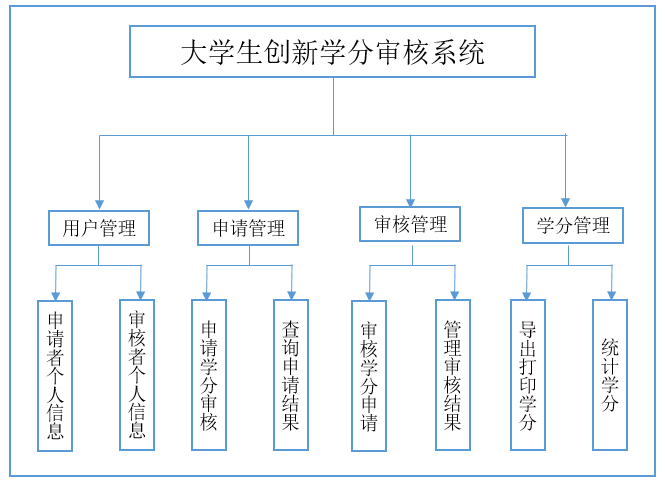 大学生创新学分审核系统
用户管理
申请管理
审核管理
学分管理
申请者个人信息
审核者个人信息
申请学分审核
查询申请结果
审核学分申请
管理审核结果
导出打印学分
统计学分